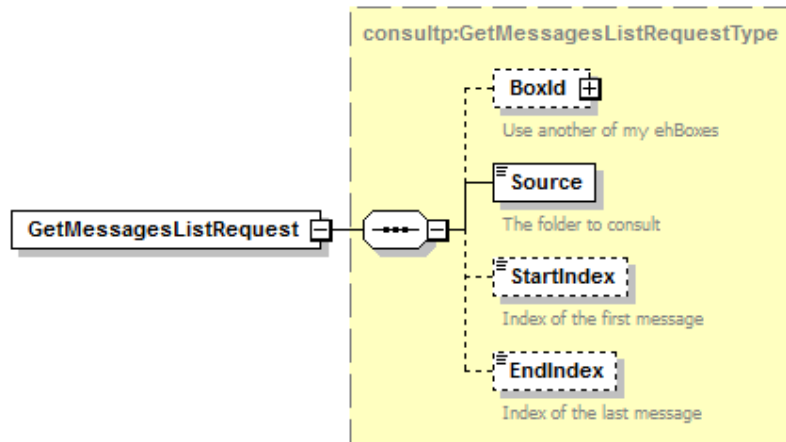 consultp:GetMessagesListRequestType
BoxId
Use another of my ehBoxes
Source
The folder to consult
GetMessagesListRequest
StartIndex
Index of the first message
EndIndex
Index of the last message